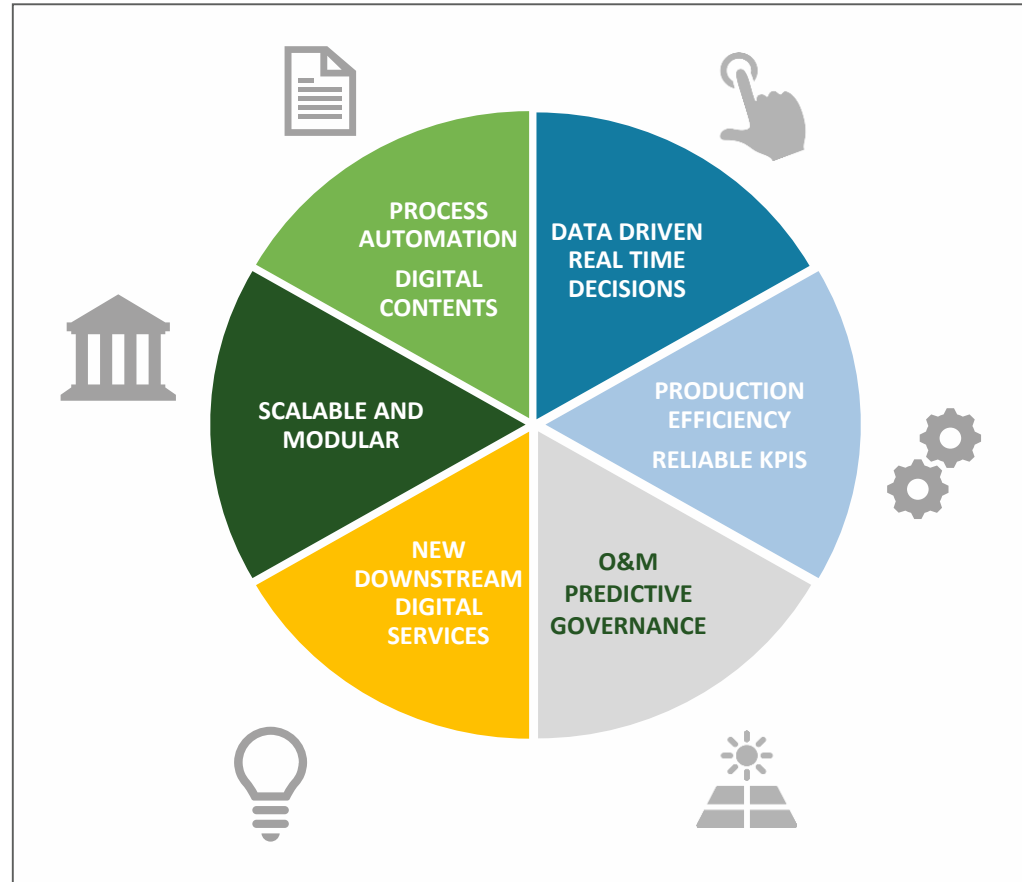 PROCESS
AUTOMATION
DIGITAL
CONTENTS
DATA DRIVEN
REAL TIME
DECISIONS
SCALABLE AND
MODULAR
PRODUCTION
EFFICIENCY
RELIABLE KPIS
NEW
DOWNSTREAM
DIGITAL
SERVICES
O&M
PREDICTIVE
GOVERNANCE